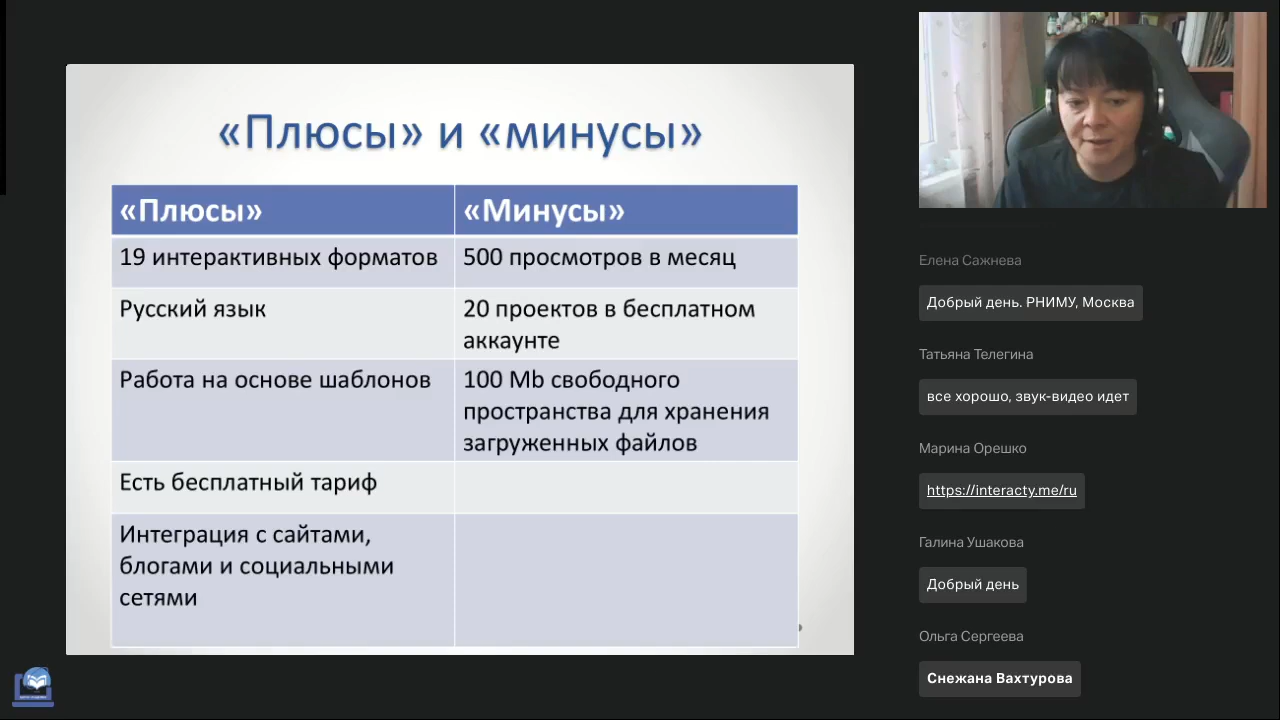 «Плюсы» и «минусы»
«Плюсы»
«Минусы»
19 интерактивных форматов
500 просмотров в месяц
Русский язык
20 проектов в бесплатном
аккаунте
Работа на основе шаблонов
100 Mb свободного
пространства для хранения
загруженных файлов
Есть бесплатный тариф
Интеграция с сайтами,
блогами и социальными
сетями
Елена Сажнева
Добрый день. РНИМУ, Москва
Татьяна Телегина
все хорошо, звук-видео идет
Марина Орешко
https://interacty.me/ru
Галина Ушакова
Добрый день
Ольга Сергеева
Снежана Вахтурова